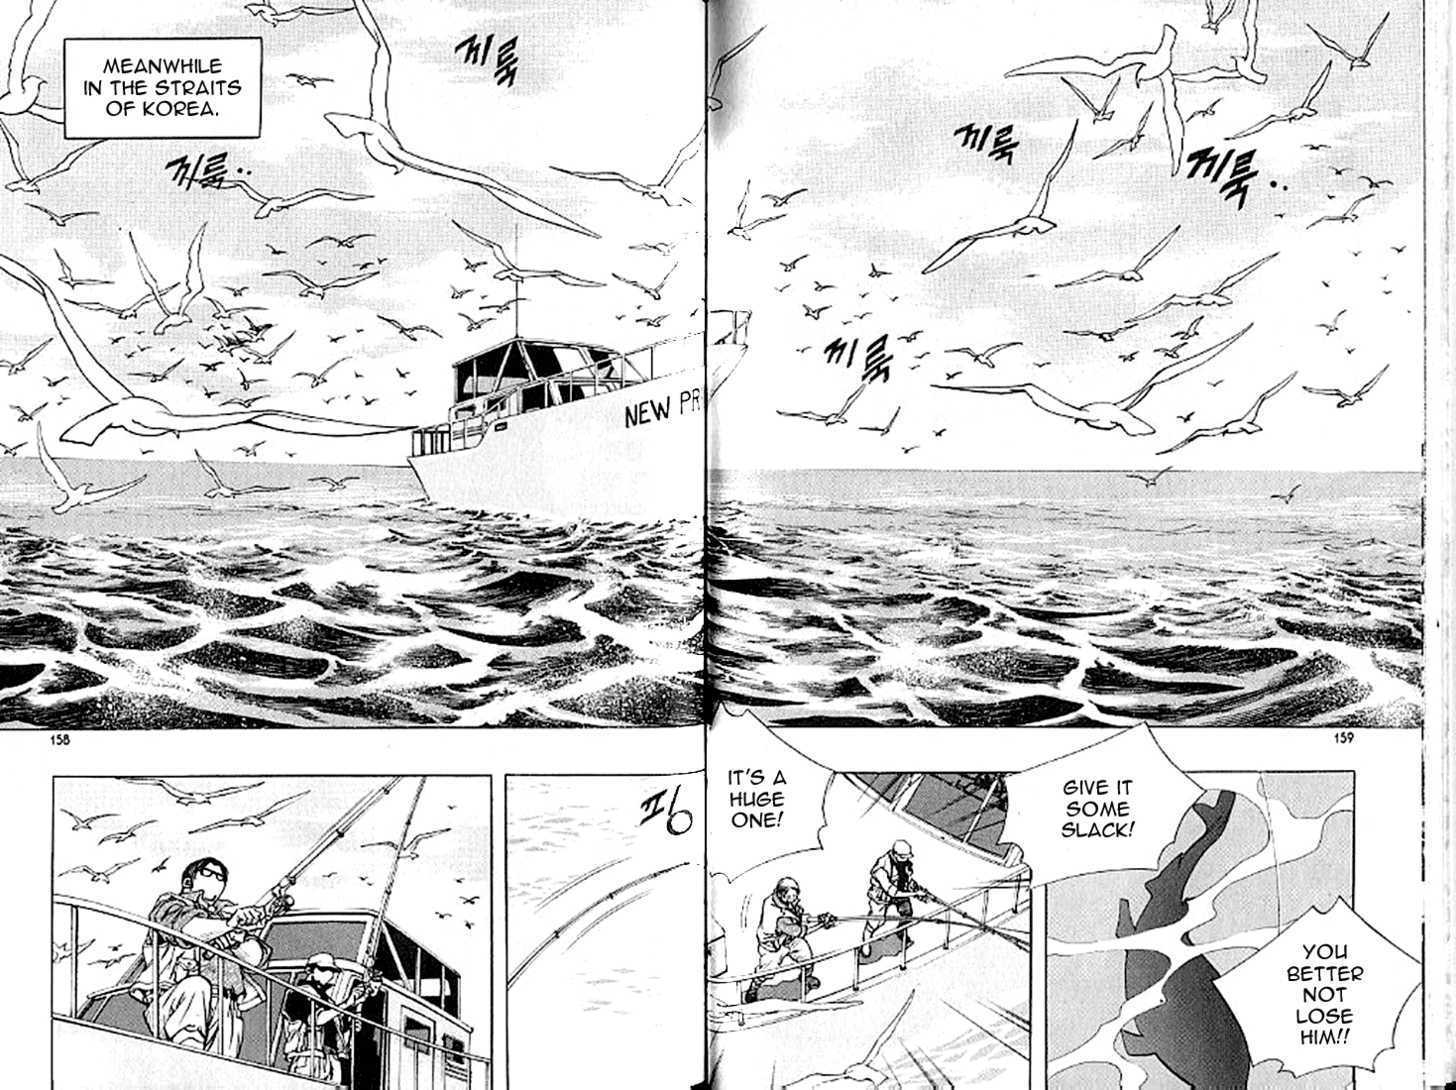 MEANWHILE
IN THE STRAITS
OF KOREA.
끼룩
끼룩..
NEW PR
끼룩
끼룩..
끼룩
158
159
IT'S A
HUGE
ONE!
GIVE IT
SOME
SLACK!
YOU
BETTER
NOT
LOSE
HIM!!